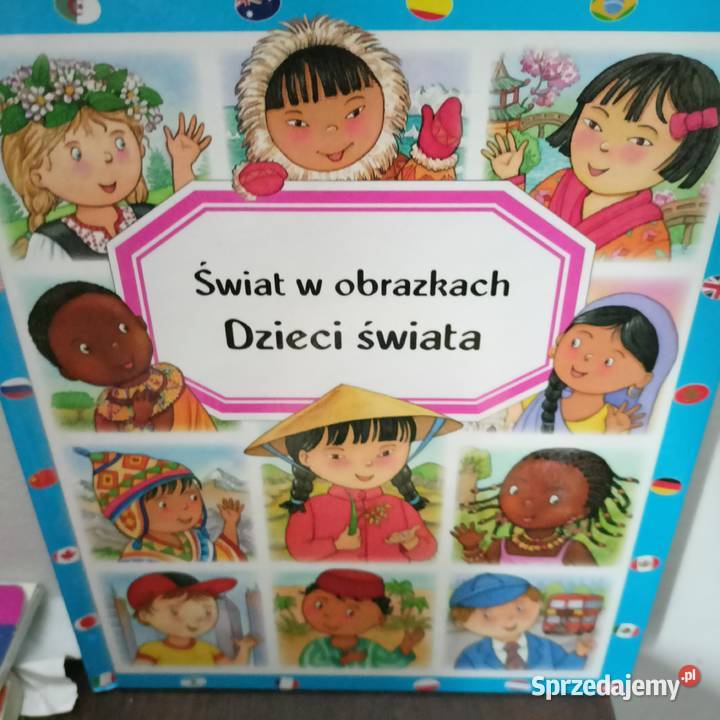 Świat w obrazkach
Dzieci świata
Sprzedajemy.pl